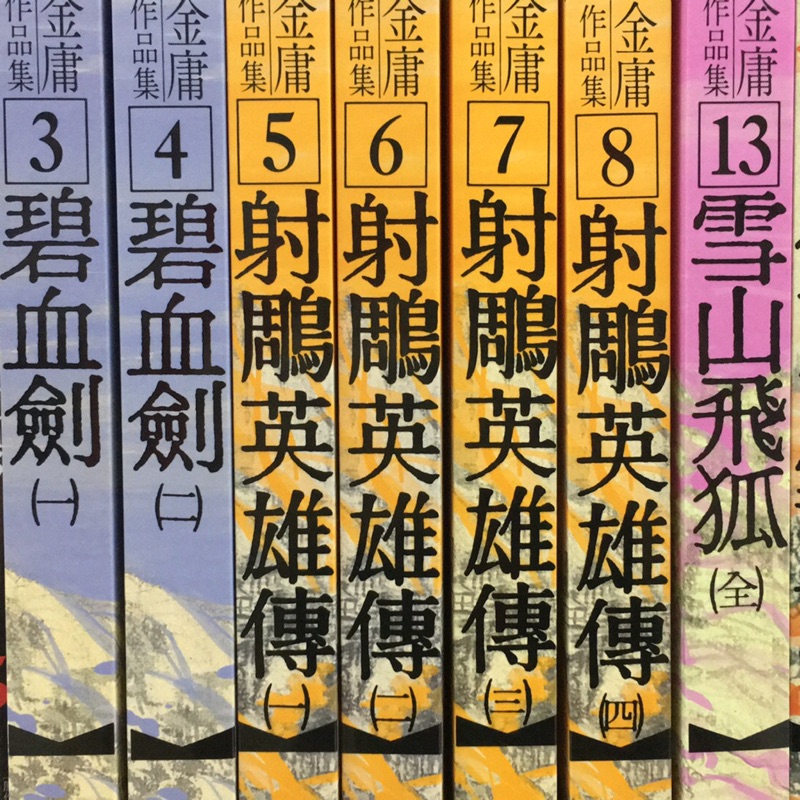 金庸
作品集
3
碧血劍
(一)
金庸
作品集
4
碧血劍
(二)
金庸
作品集
5
射鵰英雄傳
(一)
金庸
作品集
6
射鵰英雄傳
(二)
金庸
作品集
7
射鵰英雄傳
(三)
金庸
作品集
8
射鵰英雄傳
(四)
金庸
作品集
13
雪山飛狐
(全)